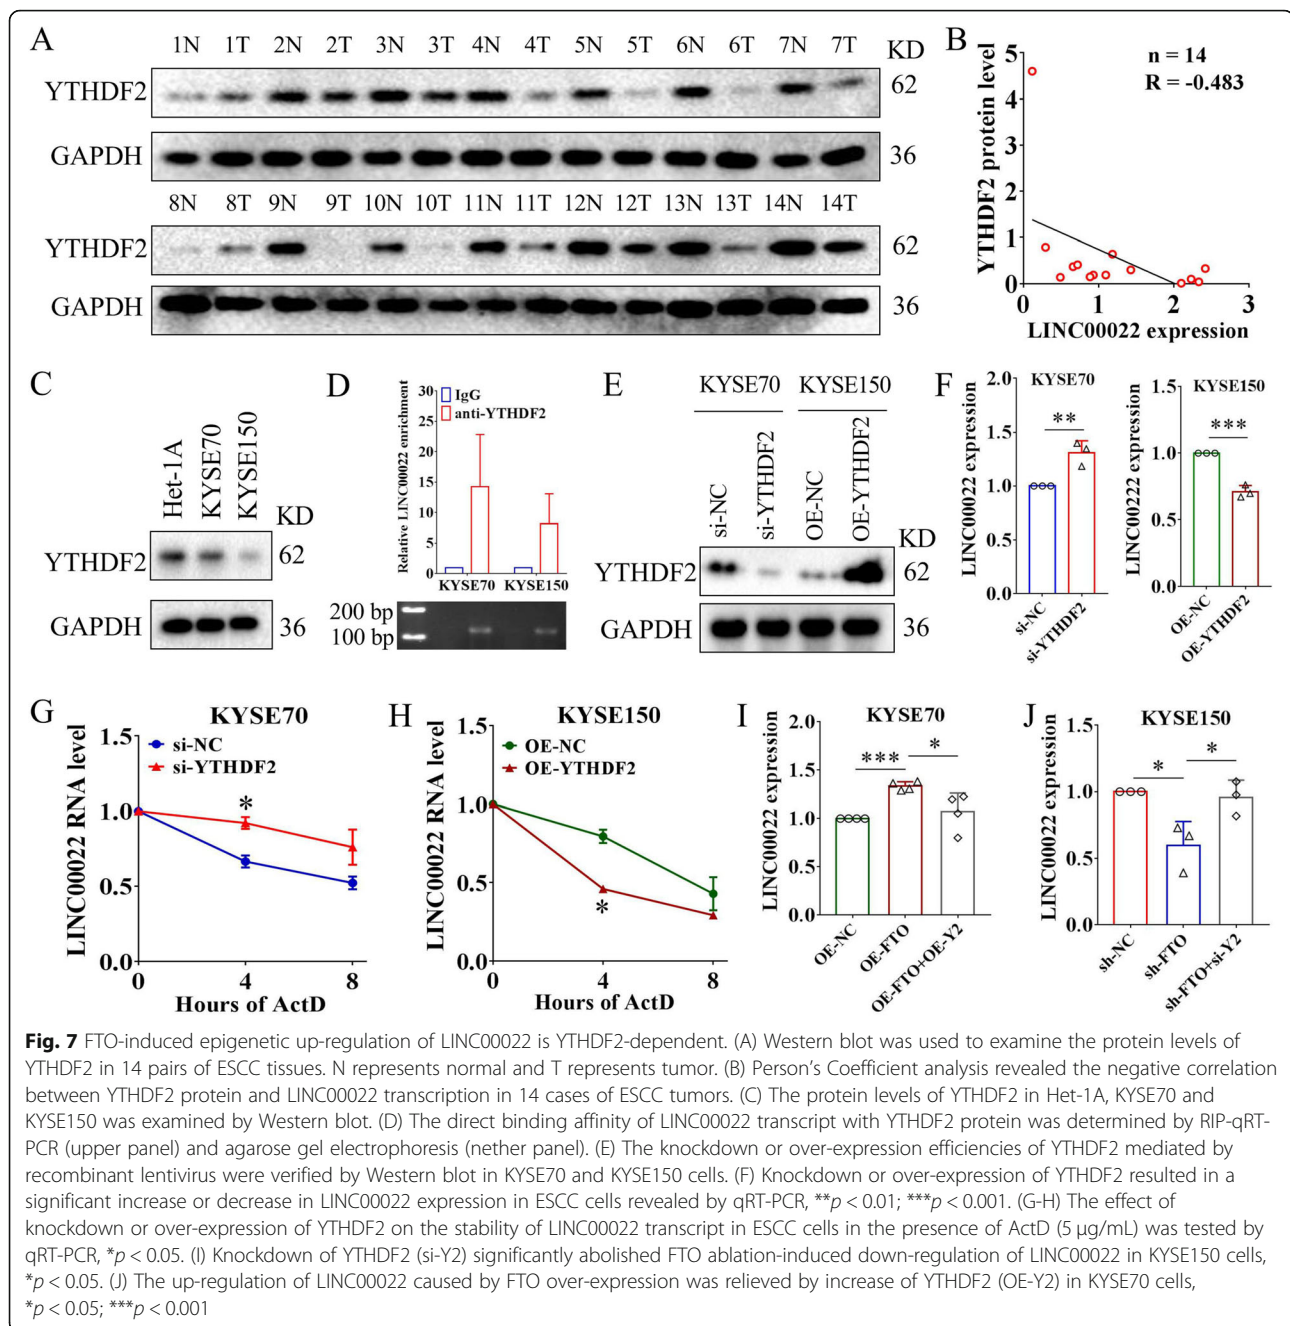 A
1N 1T 2N 2T 3N 3T 4N 4T 5N 5T 6N 6T 7N 7T KD
YTHDF2 62
GAPDH 36
8N 8T 9N 9T 10N 10T 11N 11T 12N 12T 13N 13T 14N 14T
YTHDF2 62
GAPDH 36
B
n = 14
R = -0.483
YTHDF2 protein level
5
4
3
2
1
0
0 1 2 3
LINC00022 expression
C
Het-1A KYSE70 KYSE150
KD
YTHDF2 62
GAPDH 36
D
Relative LINC00022 enrichment
IgG
anti-YTHDF2
30
25
20
15
10
5
0
KYSE70 KYSE150
200 bp
100 bp
E
KYSE70 KYSE150
si-NC si-YTHDF2 OE-NC OE-YTHDF2
KD
YTHDF2 62
GAPDH 36
F
KYSE70
LINC00022 expression
2.0
1.5
1.0
0.5
0.0
**
si-NC
si-YTHDF2
KYSE150
LINC00222 expression
1.5
1.0
0.5
0.0
***
OE-NC
OE-YTHDF2
G
KYSE70
LINC00022 RNA level
si-NC
si-YTHDF2
1.5
1.0
0.5
0.0
*
0 4 8
Hours of ActD
H
KYSE150
LINC00022 RNA level
OE-NC
OE-YTHDF2
1.5
1.0
0.5
0.0
*
0 4 8
Hours of ActD
I
KYSE70
LINC00022 expression
2.0
1.5
1.0
0.5
0.0
*** *
OE-NC
OE-FTO
OE-FTO+OE-Y2
J
KYSE150
LINC00022 expression
1.5
1.0
0.5
0.0
* *
sh-NC
sh-FTO
sh-FTO+si-Y2
Fig. 7 FTO-induced epigenetic up-regulation of LINC00022 is YTHDF2-dependent. (A) Western blot was used to examine the protein levels of
YTHDF2 in 14 pairs of ESCC tissues. N represents normal and T represents tumor. (B) Person's Coefficient analysis revealed the negative correlation
between YTHDF2 protein and LINC00022 transcription in 14 cases of ESCC tumors. (C) The protein levels of YTHDF2 in Het-1A, KYSE70 and
KYSE150 was examined by Western blot. (D) The direct binding affinity of LINC00022 transcript with YTHDF2 protein was determined by RIP-qRT-
PCR (upper panel) and agarose gel electrophoresis (nether panel). (E) The knockdown or over-expression efficiencies of YTHDF2 mediated by
recombinant lentivirus were verified by Western blot in KYSE70 and KYSE150 cells. (F) Knockdown or over-expression of YTHDF2 resulted in a
significant increase or decrease in LINC00022 expression in ESCC cells revealed by qRT-PCR, **p < 0.01; ***p < 0.001. (G-H) The effect of
knockdown or over-expression of YTHDF2 on the stability of LINC00022 transcript in ESCC cells in the presence of ActD (5 μg/mL) was tested by
qRT-PCR, *p < 0.05. (I) Knockdown of YTHDF2 (si-Y2) significantly abolished FTO ablation-induced down-regulation of LINC00022 in KYSE150 cells,
*p < 0.05. (J) The up-regulation of LINC00022 caused by FTO over-expression was relieved by increase of YTHDF2 (OE-Y2) in KYSE70 cells,
*p < 0.05; ***p < 0.001